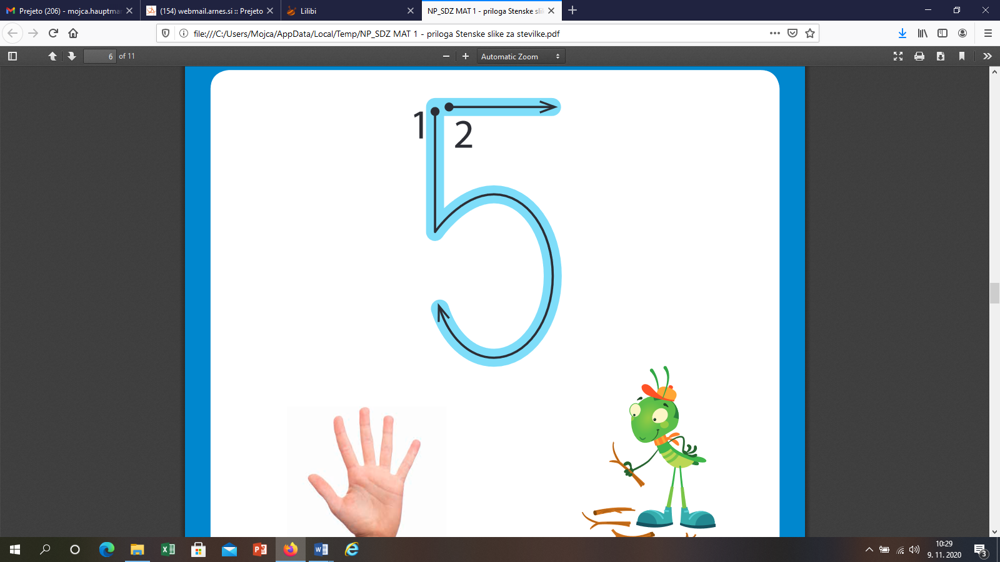 Prejeto (206) - mojca.hauptma
(154) webmail.arnes.si :: Prejeto
Lilibi
NP_SDZ MAT 1 - priloga Stenske sli
file:///C:/Users/Mojca/AppData/Local/Temp/NP_SDZ MAT 1 - priloga Stenske slike za stevilke.pdf
6 of 11
Automatic Zoom
1
2
5
10:29
9. 11. 2020
3